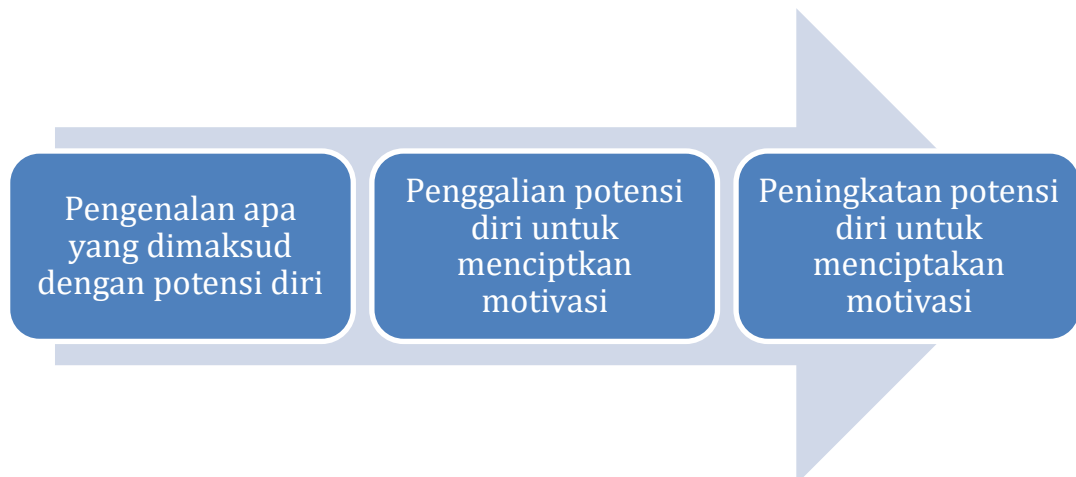 Pengenalan apa
yang dimaksud
dengan potensi diri
Penggalian potensi
diri untuk
menciptkan
motivasi
Peningkatan potensi
diri untuk
menciptakan
motivasi